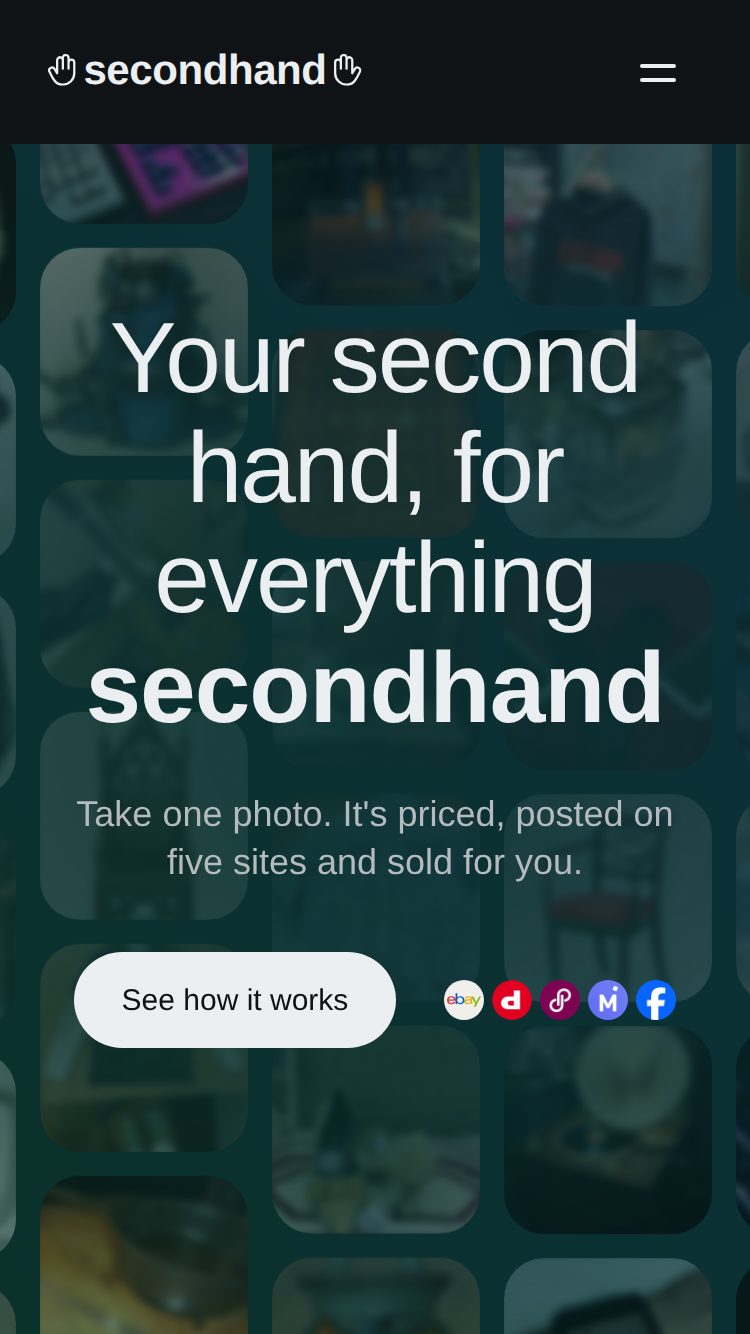 secondhand
Your second
hand, for
everything
secondhand
Take one photo. It's priced, posted on
five sites and sold for you.
See how it works
ebay